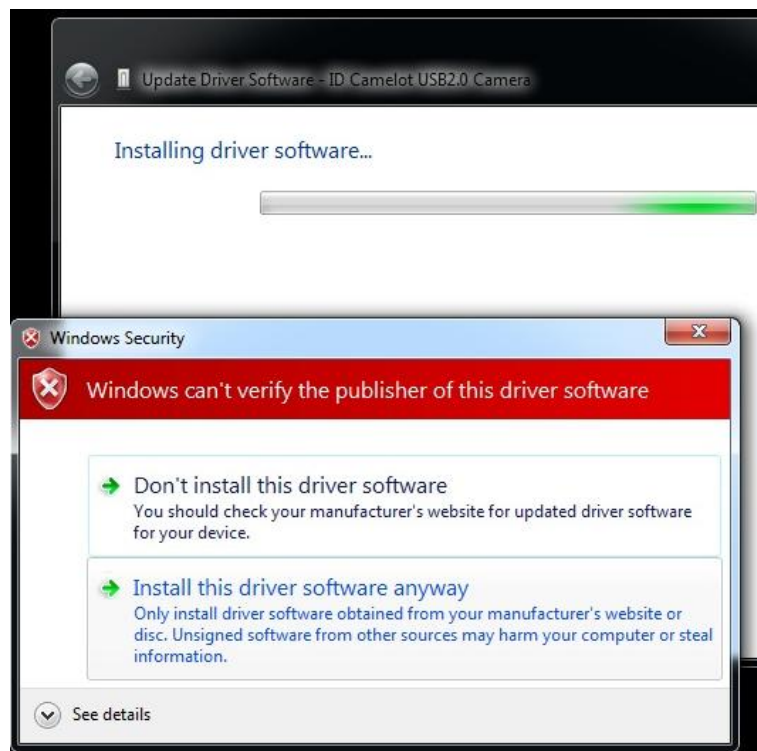 Update Driver Software - ID Camelot USB2.0 Camera
Installing driver software...
Windows Security
Windows can't verify the publisher of this driver software
Don't install this driver software
You should check your manufacturer's website for updated driver software
for your device.
Install this driver software anyway
Only install driver software obtained from your manufacturer's website or
disc. Unsigned software from other sources may harm your computer or steal
information.
See details